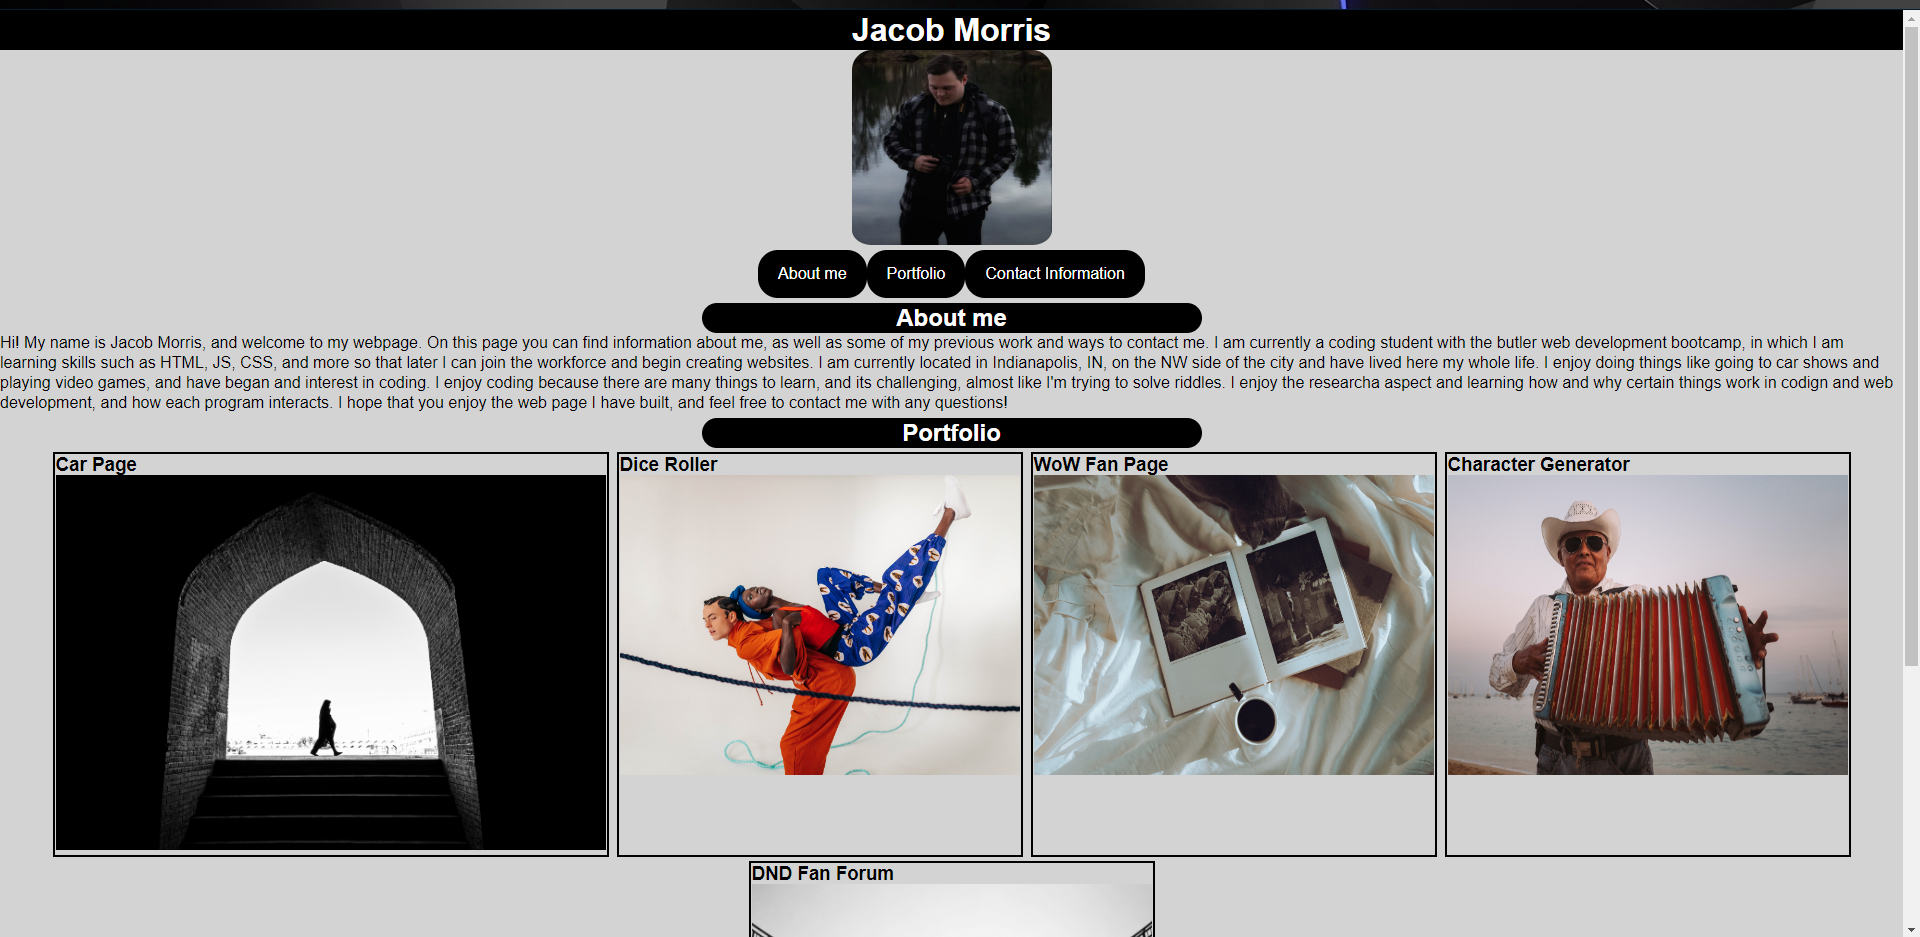 Jacob Morris
About me
Portfolio
Contact Information
About me
Hi! My name is Jacob Morris, and welcome to my webpage. On this page you can find information about me, as well as some of my previous work and ways to contact me. I am currently a coding student with the butler web development bootcamp, in which I am
learning skills such as HTML, JS, CSS, and more so that later I can join the workforce and begin creating websites. I am currently located in Indianapolis, IN, on the NW side of the city and have lived here my whole life. I enjoy doing things like going to car shows and
playing video games, and have began and interest in coding. I enjoy coding because there are many things to learn, and its challenging, almost like I'm trying to solve riddles. I enjoy the researcha aspect and learning how and why certain things work in codign and web
development, and how each program interacts. I hope that you enjoy the web page I have built, and feel free to contact me with any questions!
Portfolio
Car Page
Dice Roller
WoW Fan Page
Character Generator
DND Fan Forum